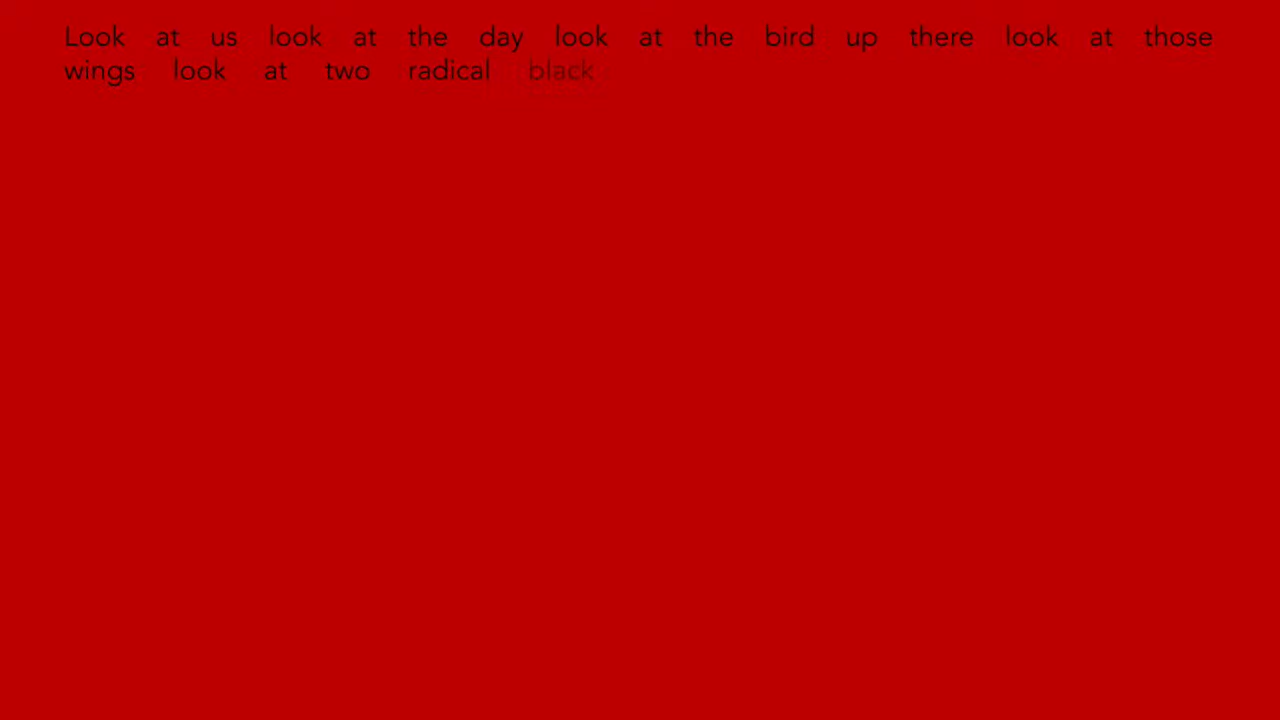 Look at us look at the day look at the bird up there look at those
wings look at two radical black